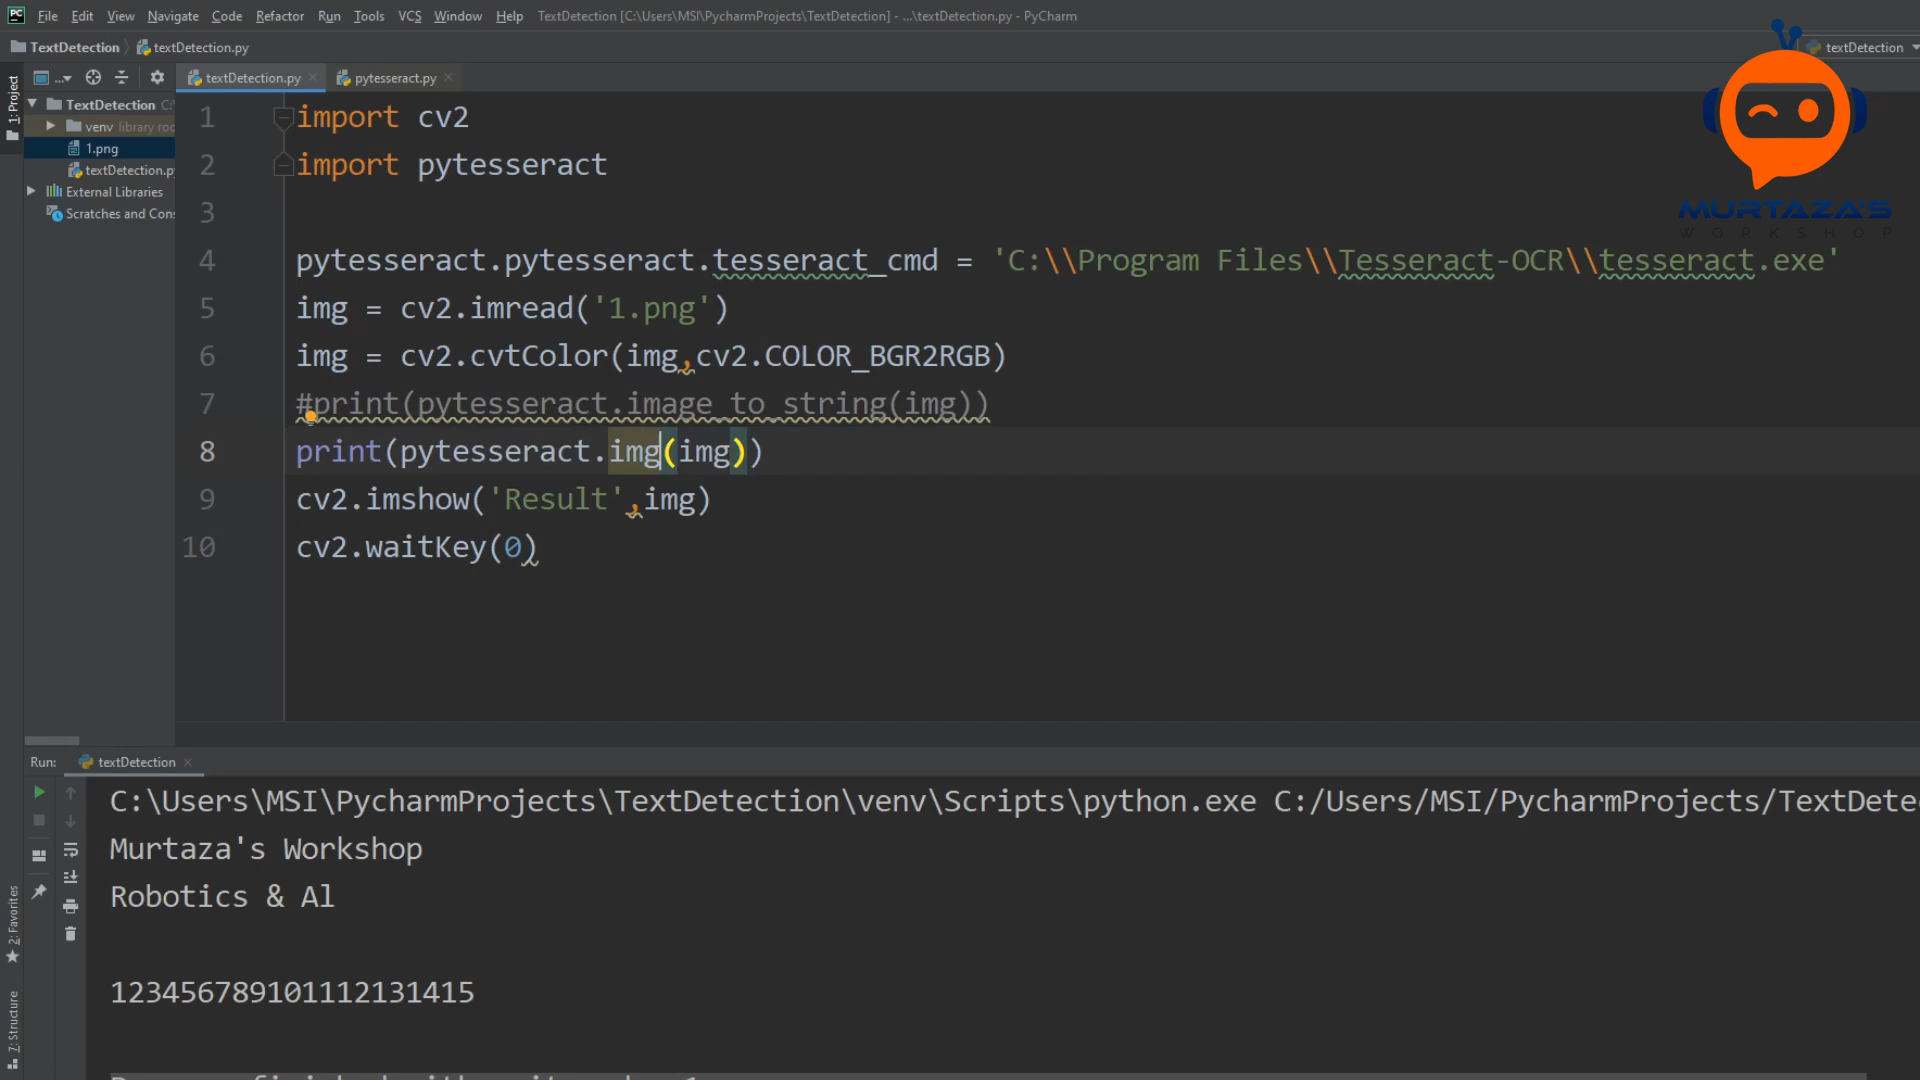 PC File Edit View Navigate Code Refactor Run Tools VCS Window Help TextDetection [C:\Users\MSI\PycharmProjects\TextDetection] - ...\textDetection.py - PyCharm
TextDetection textDetection.py textDetection
... textDetection.py pytesseract.py
1: Project
TextDetection C:\
venv library roo
1.png
textDetection.py
External Libraries
Scratches and Cons
1 import cv2
2 import pytesseract
3
4 pytesseract.pytesseract.tesseract_cmd = 'C:\\Program Files\\Tesseract-OCR\\tesseract.exe'
5 img = cv2.imread('1.png')
6 img = cv2.cvtColor(img,cv2.COLOR_BGR2RGB)
7 #print(pytesseract.image_to_string(img))
8 print(pytesseract.img(img))
9 cv2.imshow('Result',img)
10 cv2.waitKey(0)
MURTAZA'S
WORKSHOP
Run: textDetection
C:\Users\MSI\PycharmProjects\TextDetection\venv\Scripts\python.exe C:/Users/MSI/PycharmProjects/TextDete
Murtaza's Workshop
Robotics & Al
123456789101112131415
2: Favorites
7: Structure